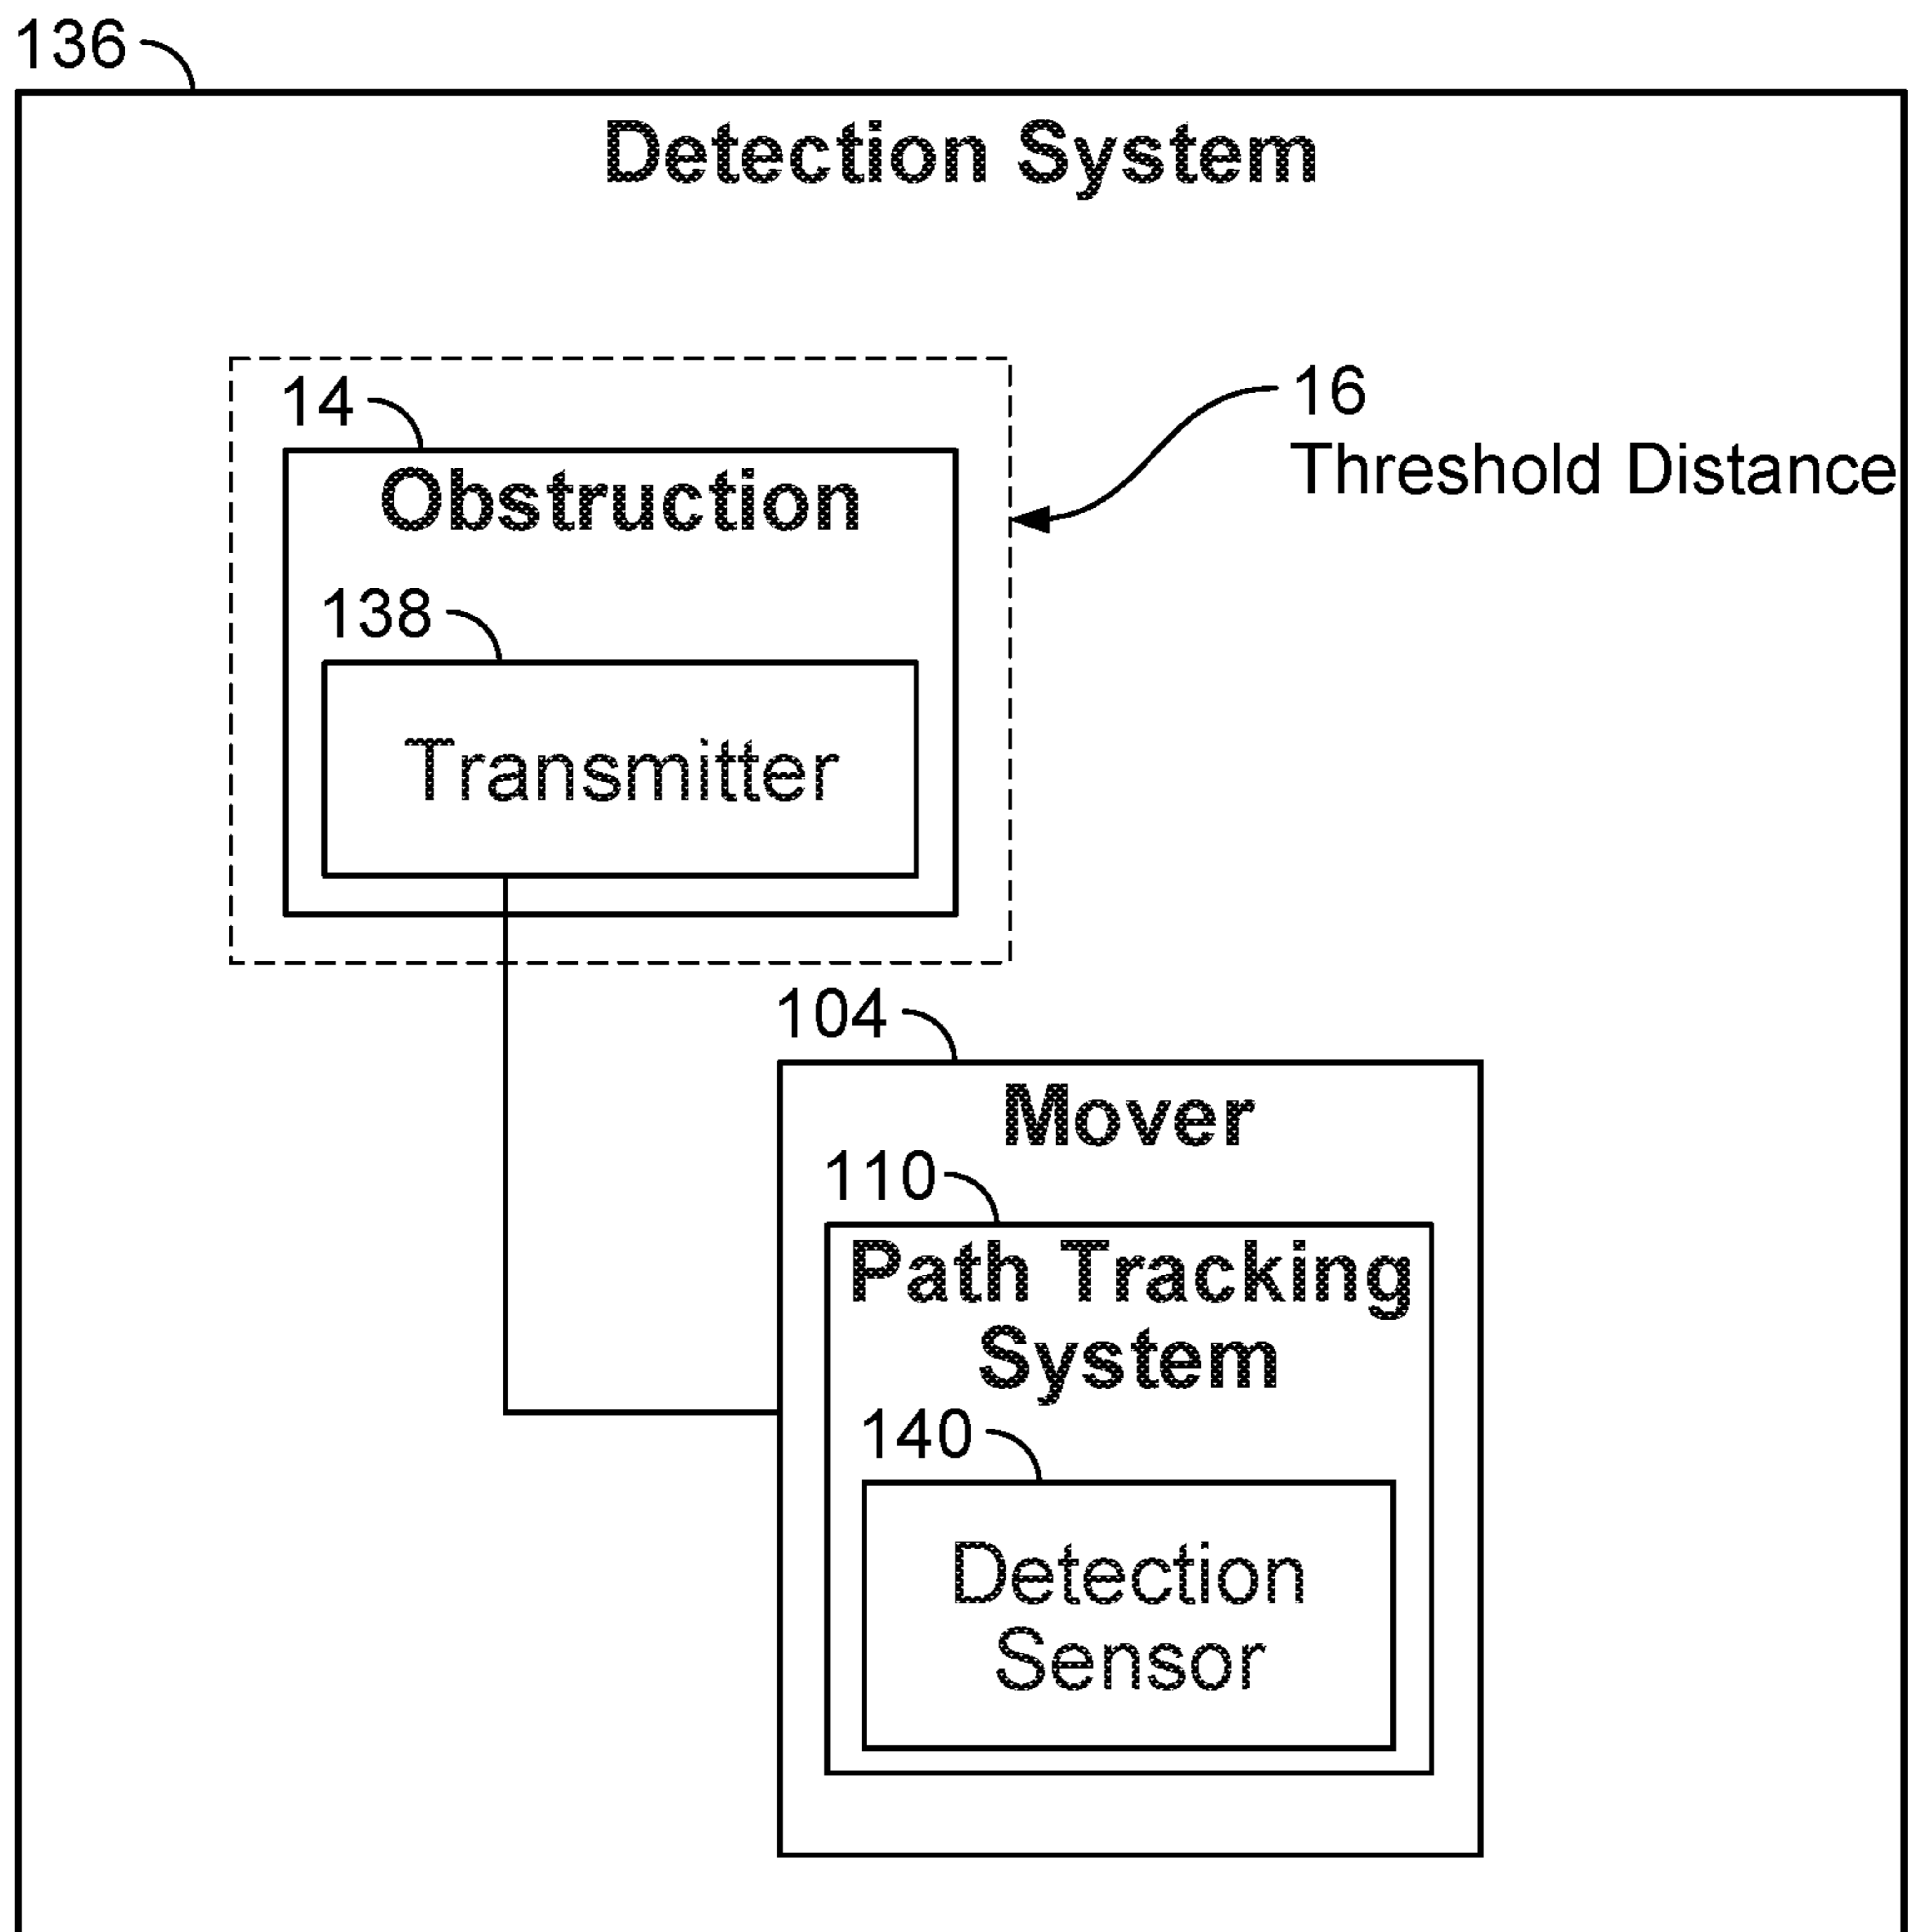 136
Detection System
14
16
Threshold Distance
Obstruction
138
Transmitter
104
Mover
110
Path Tracking
System
140
Detection
Sensor